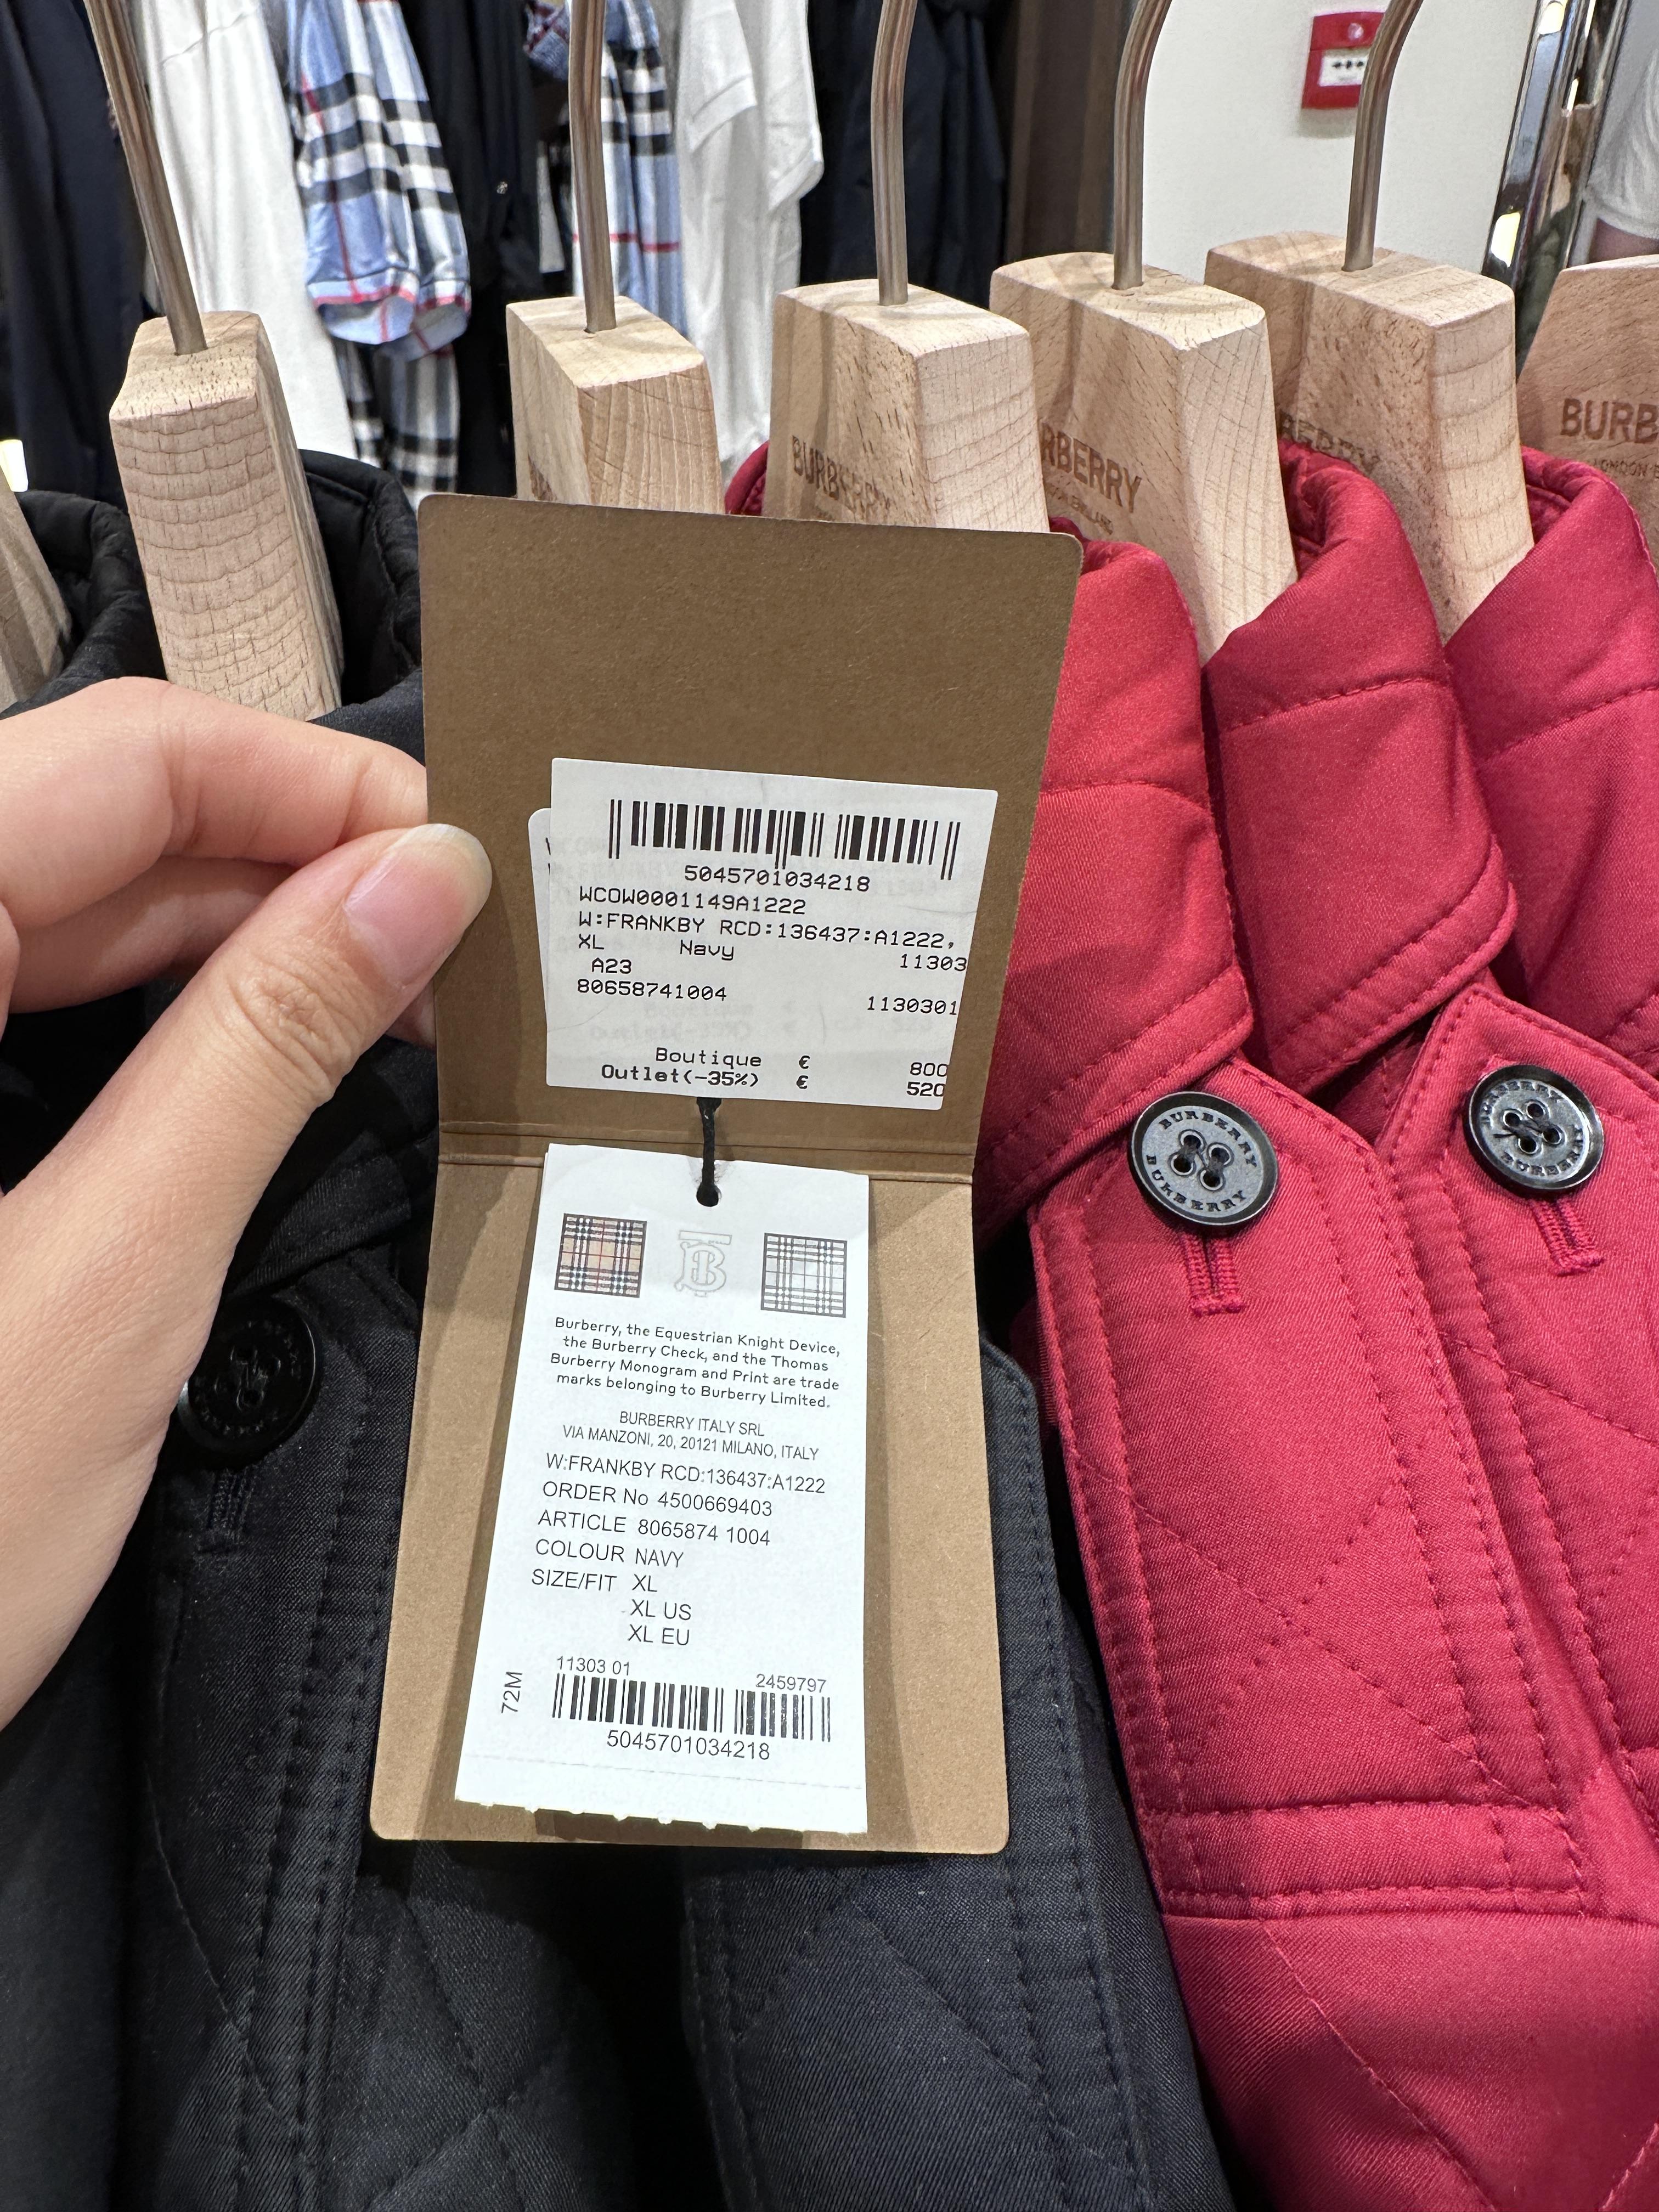 BURBERRY
BURBERRY
LONDON ENGLAND
BURB
LONDON E
5045701034218
WCOW0001149A1222
W:FRANKBY RCD:136437:A1222,
XL Navy 11303
A23
80658741004 1130301
Boutique € 800
Outlet(-35%) € 520
Burberry, the Equestrian Knight Device,
the Burberry Check, and the Thomas
Burberry Monogram and Print are trade
marks belonging to Burberry Limited.
BURBERRY ITALY SRL
VIA MANZONI, 20, 20121 MILANO, ITALY
W:FRANKBY RCD:136437:A1222
ORDER No 4500669403
ARTICLE 8065874 1004
COLOUR NAVY
SIZE/FIT XL
XL US
XL EU
11303 01 2459797
72M
5045701034218
BURBERRY
BURBERRY
BURBERRY
BURBERRY